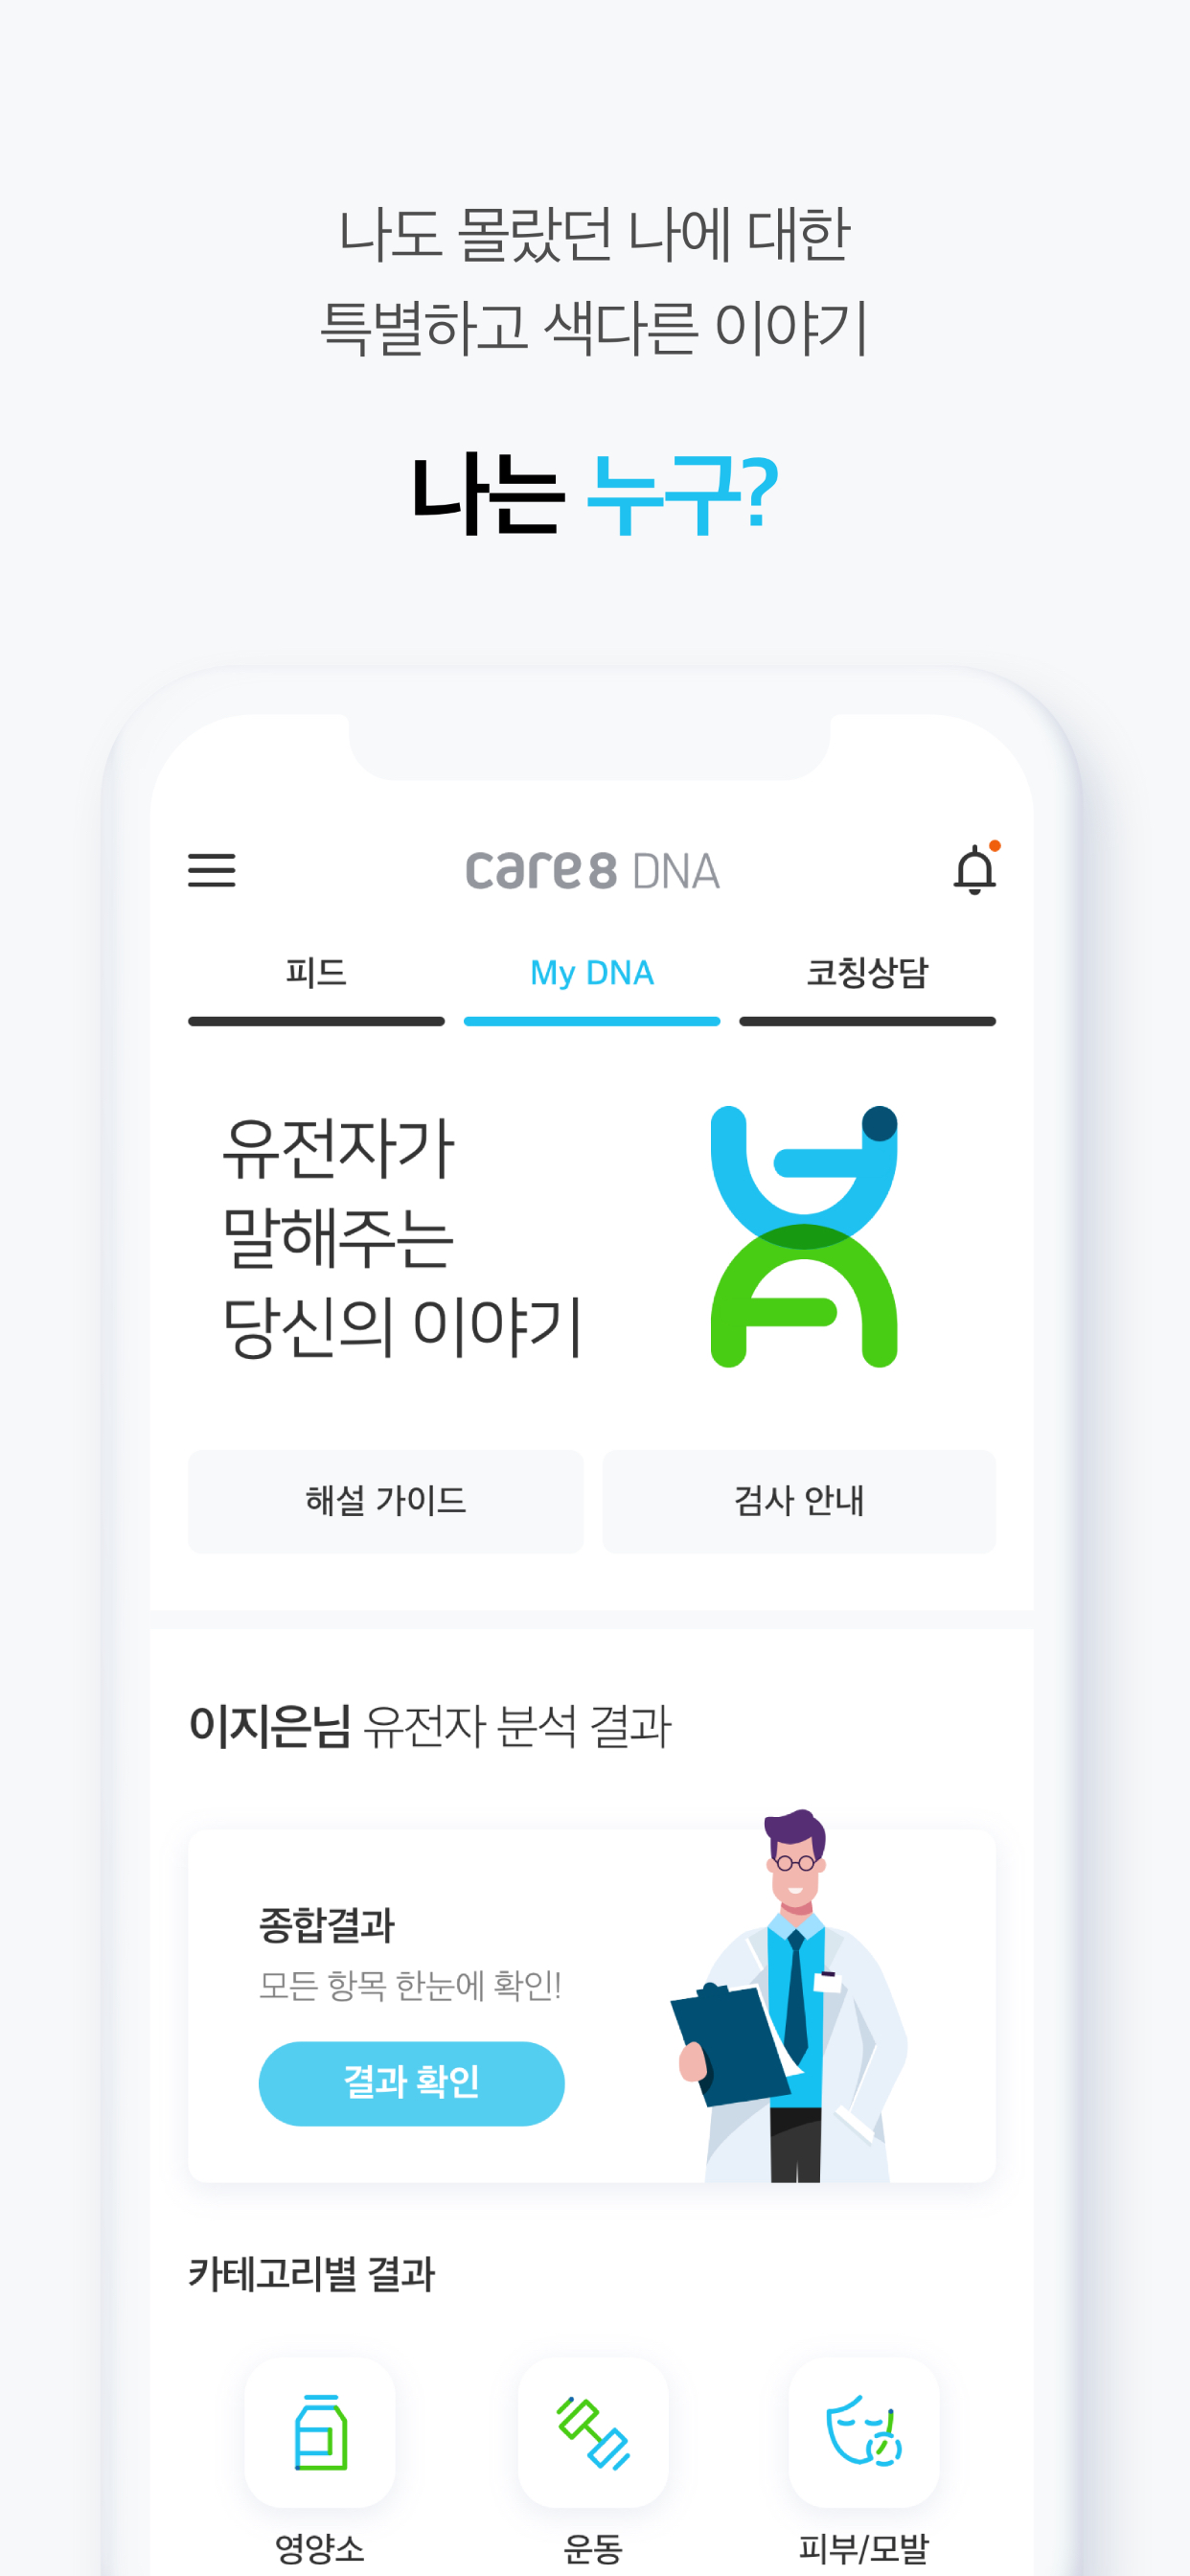 나도 몰랐던 나에 대한
특별하고 색다른 이야기
나는 누구?
care8 DNA
피드
My DNA
코칭상담
유전자가
말해주는
당신의 이야기
해설 가이드
검사 안내
이지은님 유전자 분석 결과
종합결과
모든 항목 한눈에 확인!
결과 확인
카테고리별 결과
영양소
운동
피부/모발